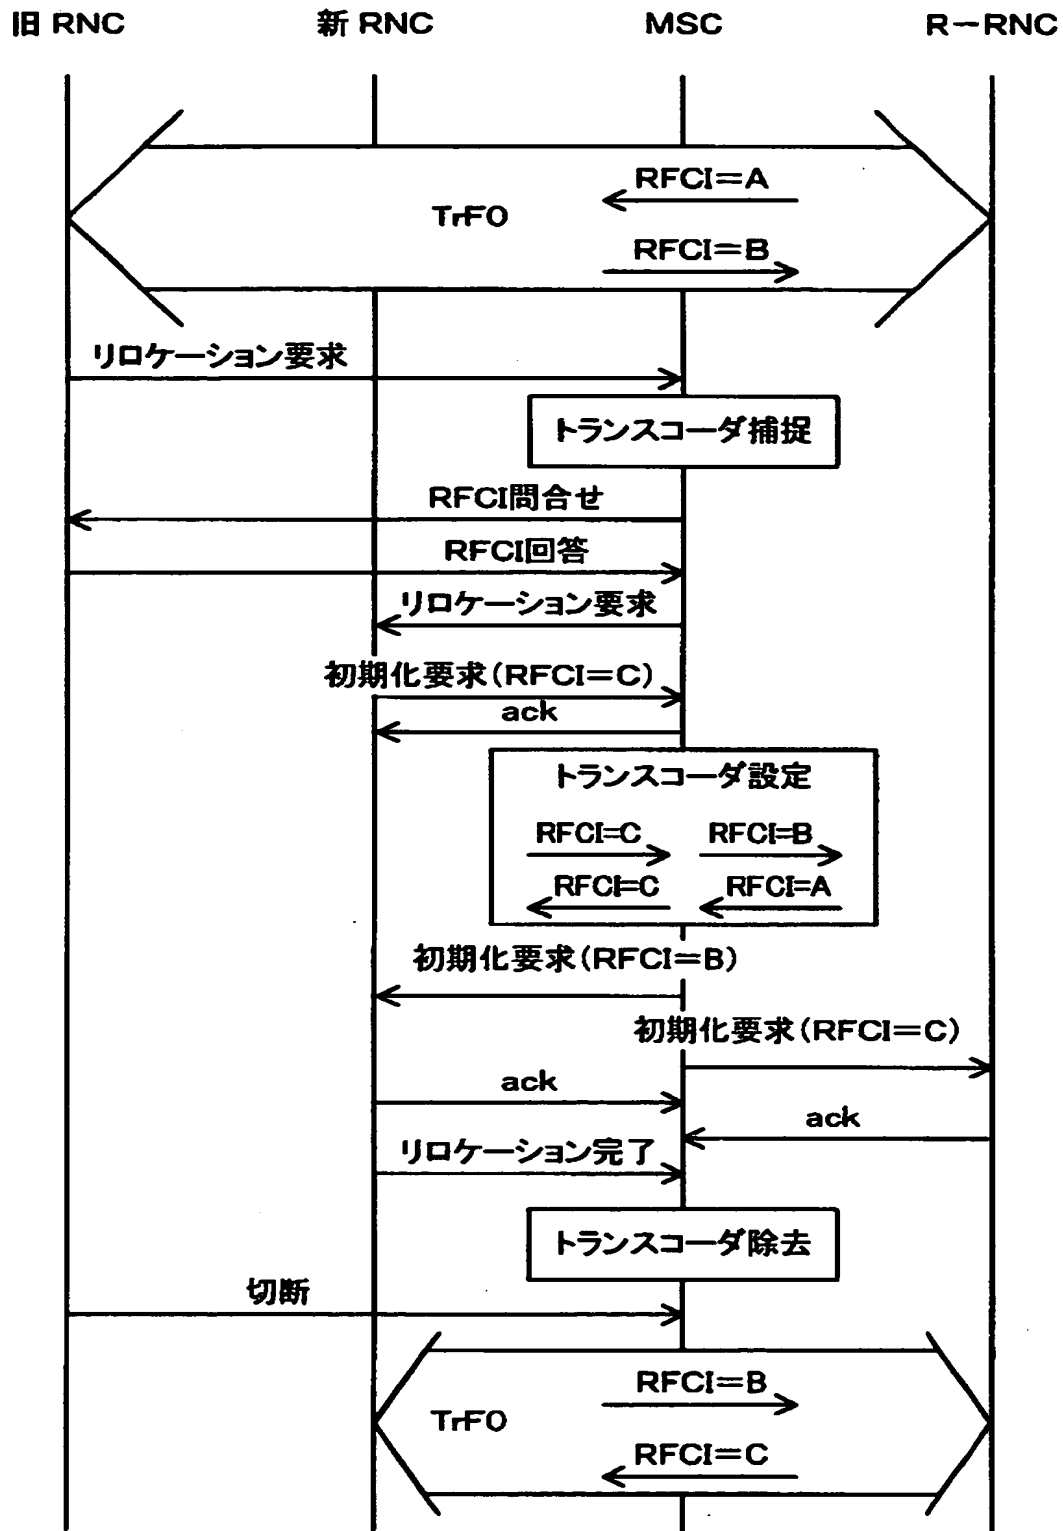 旧 RNC 新 RNC MSC R－RNC
RFCI＝A
TrFO
RFCI＝B
リロケーション要求
トランスコーダ捕捉
RFCI問合せ
RFCI回答
リロケーション要求
初期化要求(RFCI＝C)
ack
トランスコーダ設定
RFCI=C RFCI=B
RFCI=C RFCI=A
初期化要求(RFCI＝B)
初期化要求(RFCI＝C)
ack
ack
リロケーション完了
トランスコーダ除去
切断
RFCI＝B
TrFO
RFCI＝C